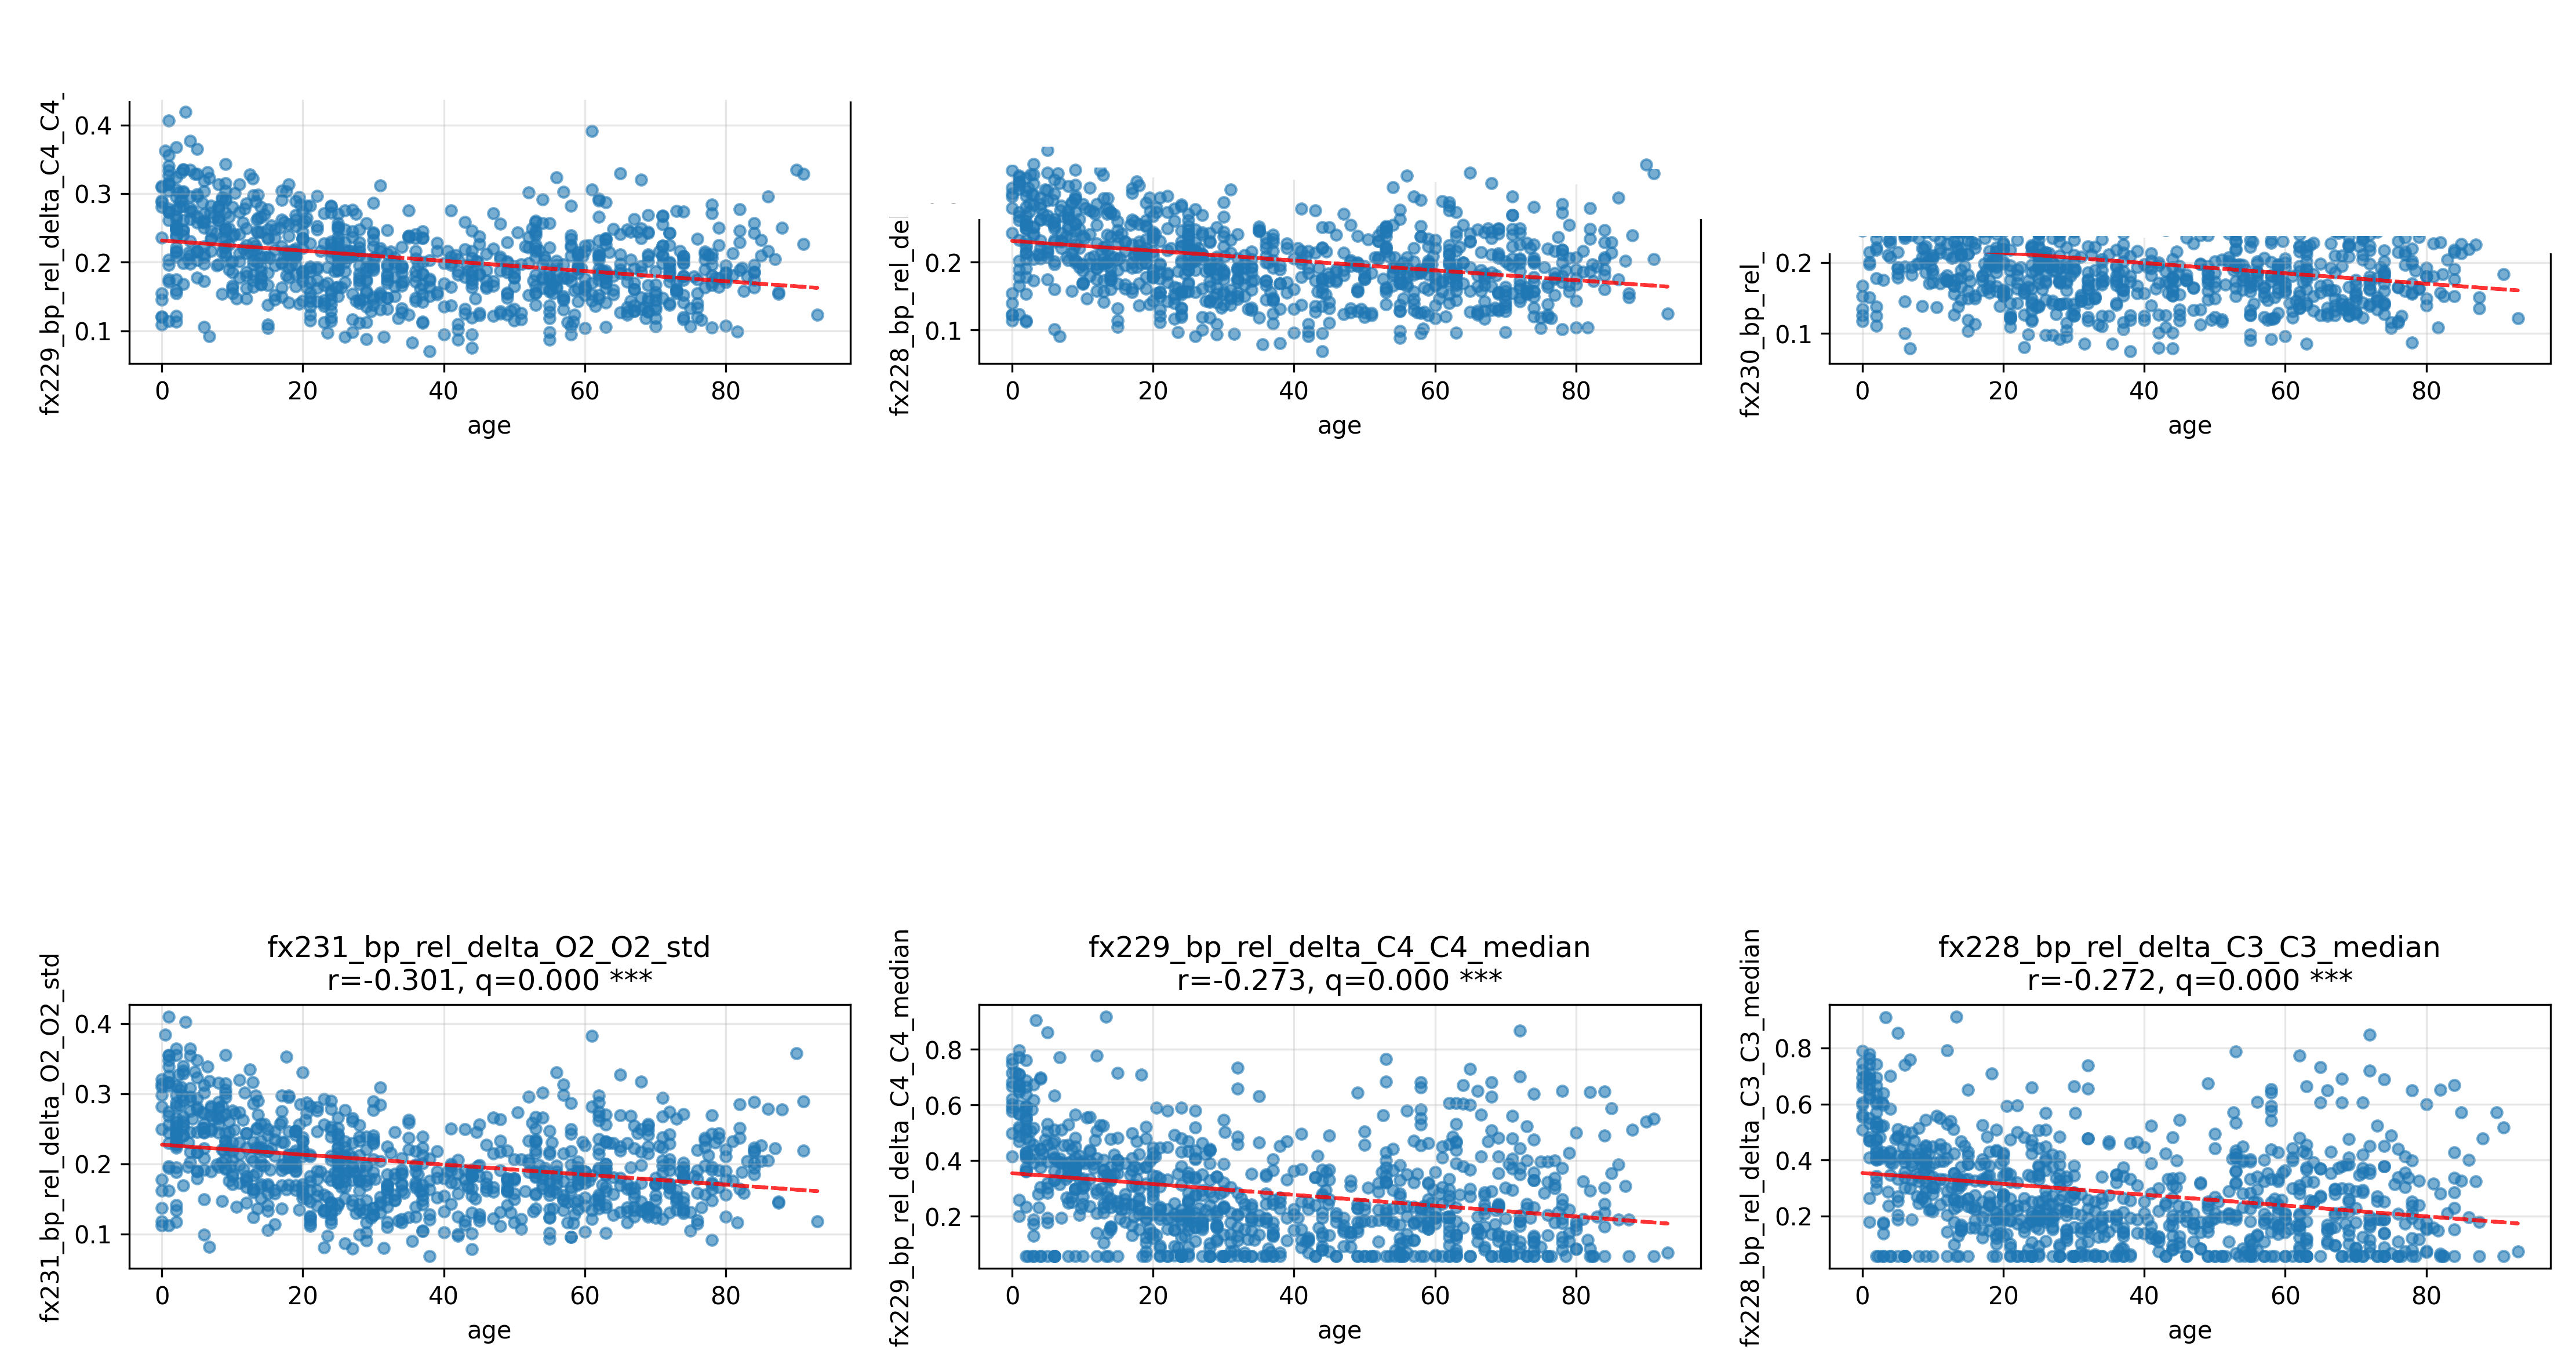 fx229_bp_rel_delta_C4_C4_
0.4
0.3
0.2
0.1
0 20 40 60 80
age
fx228_bp_rel_del
0.2
0.1
0 20 40 60 80
age
fx230_bp_rel_
0.2
0.1
0 20 40 60 80
age
fx231_bp_rel_delta_O2_O2_std
r=-0.301, q=0.000 ***
fx231_bp_rel_delta_O2_O2_std
0.4
0.3
0.2
0.1
0 20 40 60 80
age
fx229_bp_rel_delta_C4_C4_median
r=-0.273, q=0.000 ***
fx229_bp_rel_delta_C4_C4_median
0.8
0.6
0.4
0.2
0 20 40 60 80
age
fx228_bp_rel_delta_C3_C3_median
r=-0.272, q=0.000 ***
fx228_bp_rel_delta_C3_C3_median
0.8
0.6
0.4
0.2
0 20 40 60 80
age